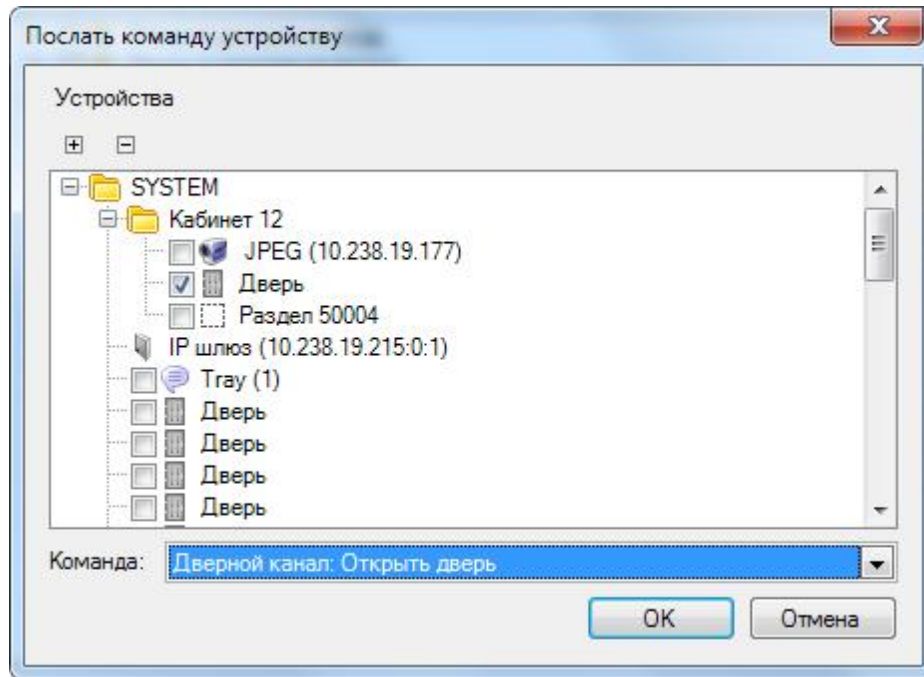 Послать команду устройству
Устройства
SYSTEM
Кабинет 12
JPEG (10.238.19.177)
Дверь
Раздел 50004
IP шлюз (10.238.19.215:0:1)
Tray (1)
Дверь
Дверь
Дверь
Дверь
Команда: Дверной канал: Открыть дверь
OK Отмена